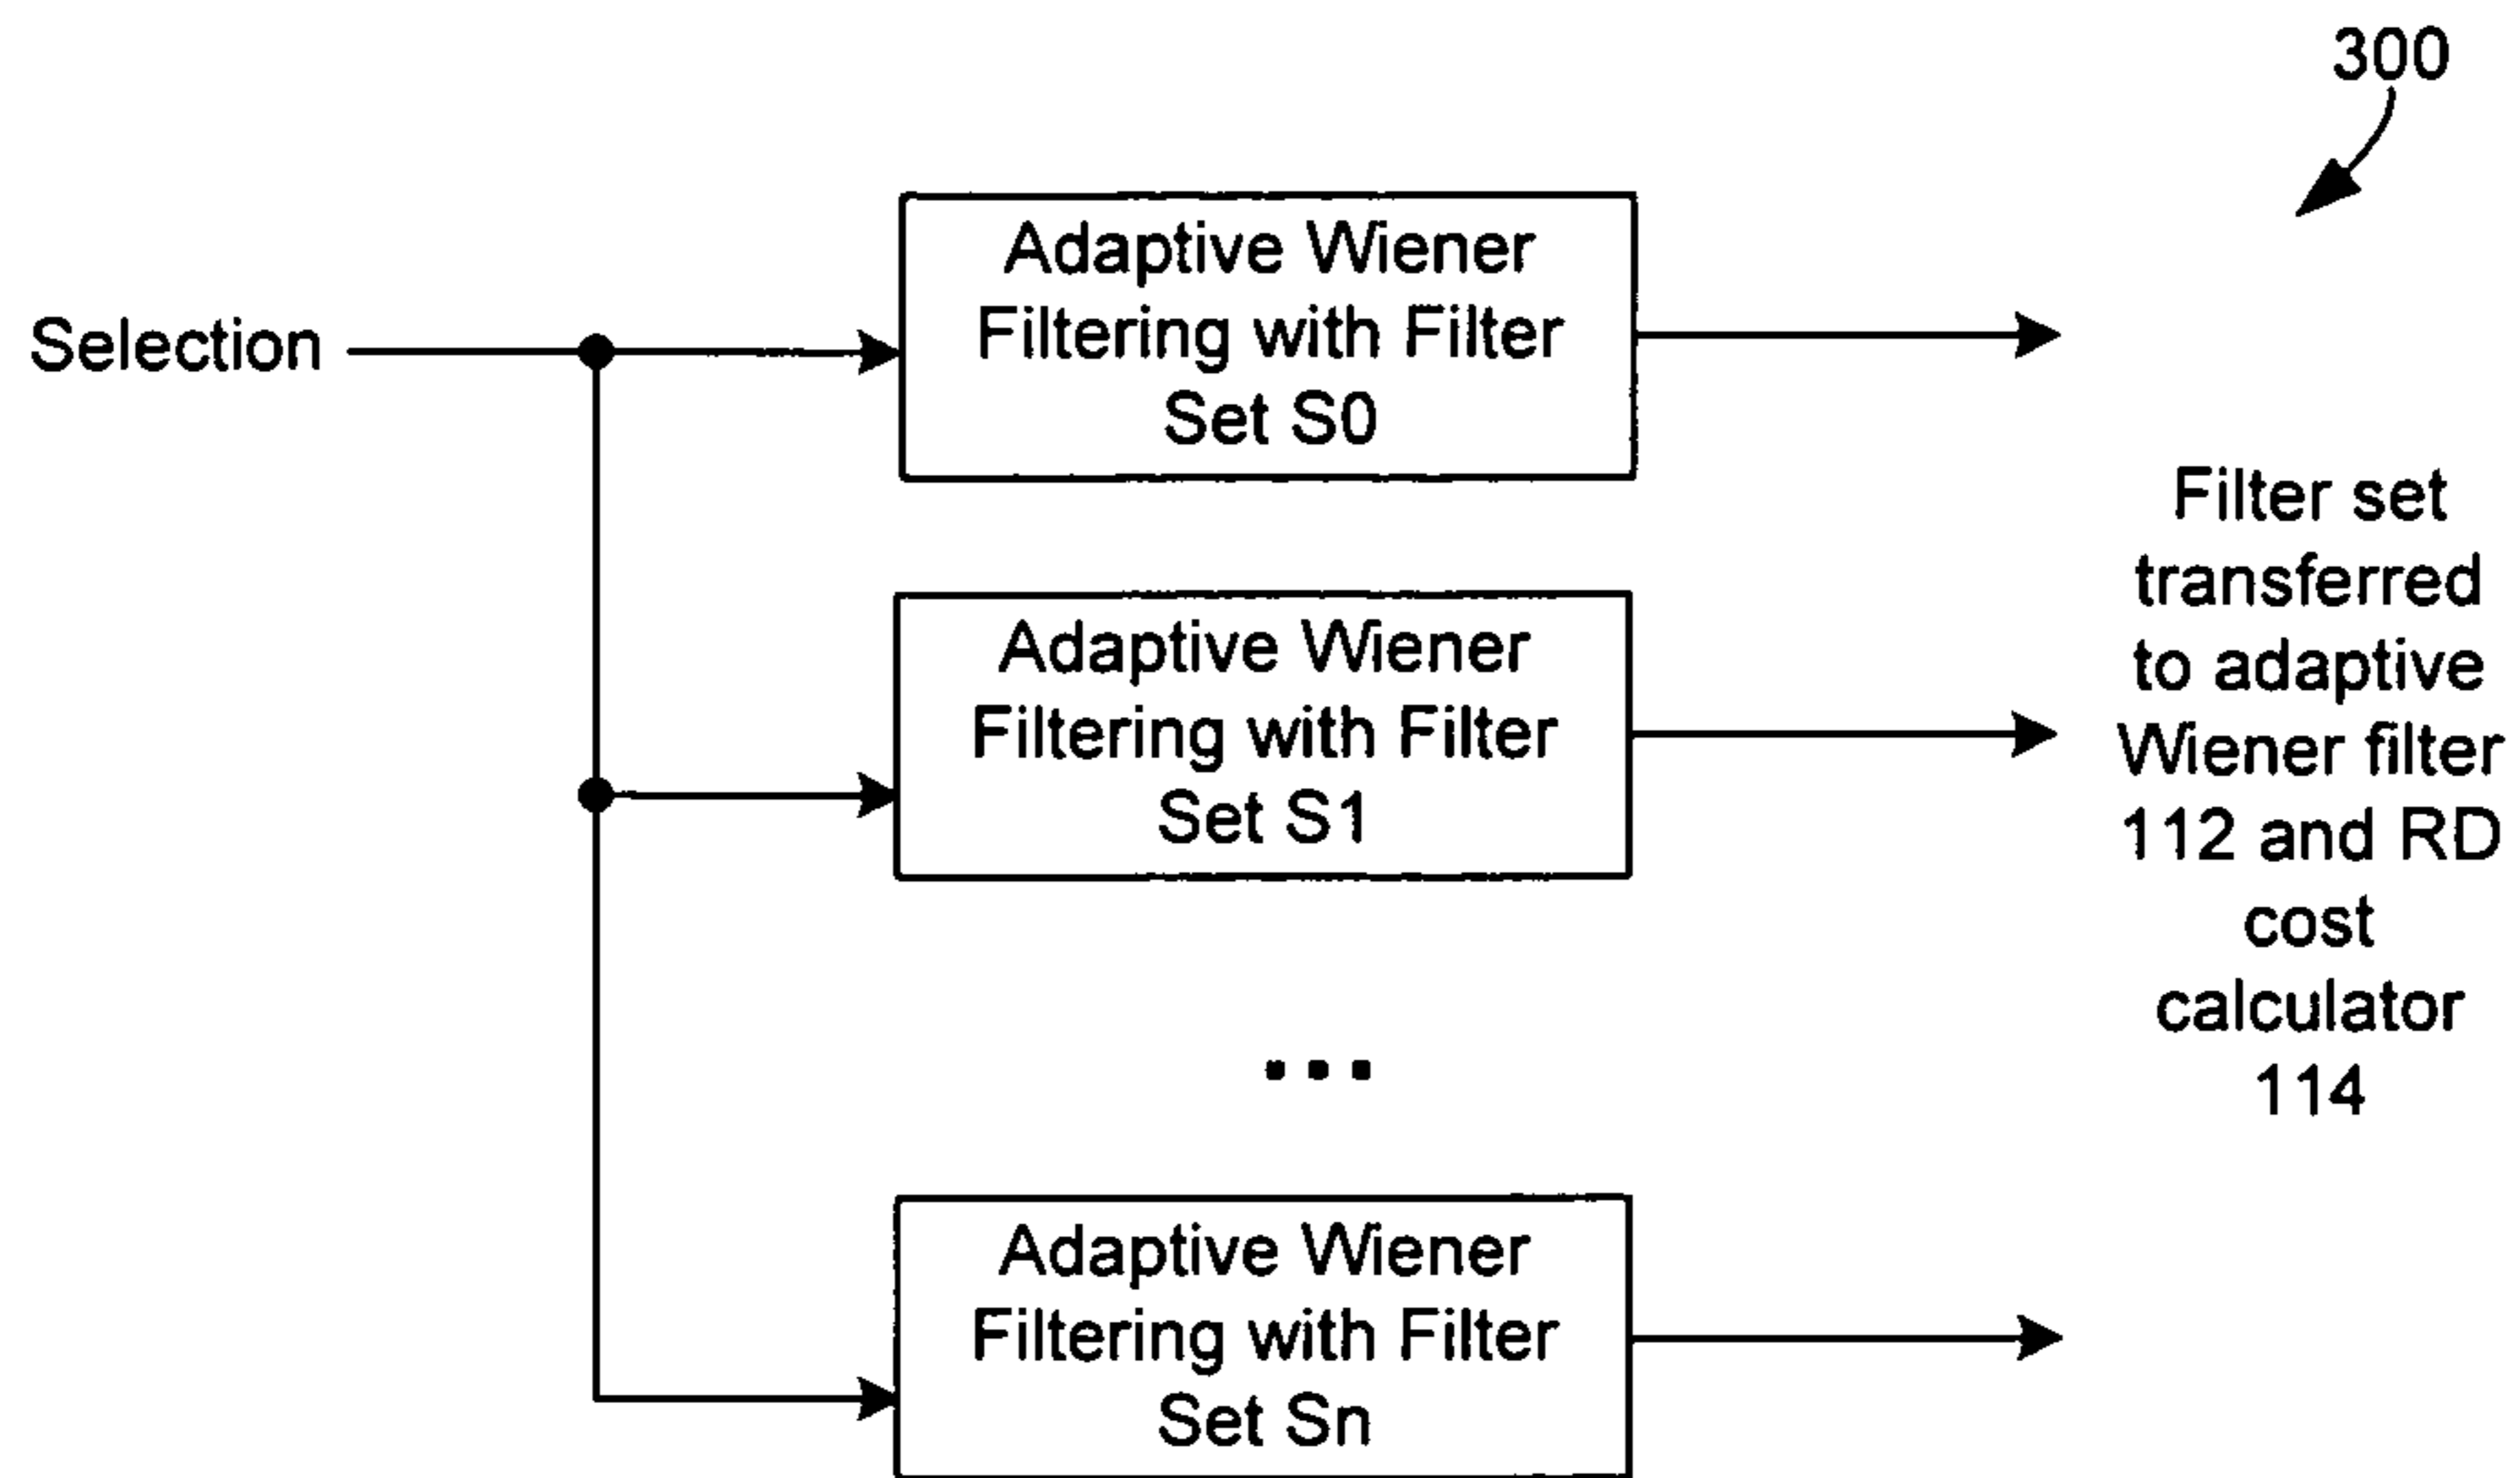 300
Selection
Adaptive Wiener
Filtering with Filter
Set S0
Adaptive Wiener
Filtering with Filter
Set S1
...
Adaptive Wiener
Filtering with Filter
Set Sn
Filter set
transferred
to adaptive
Wiener filter
112 and RD
cost
calculator
114